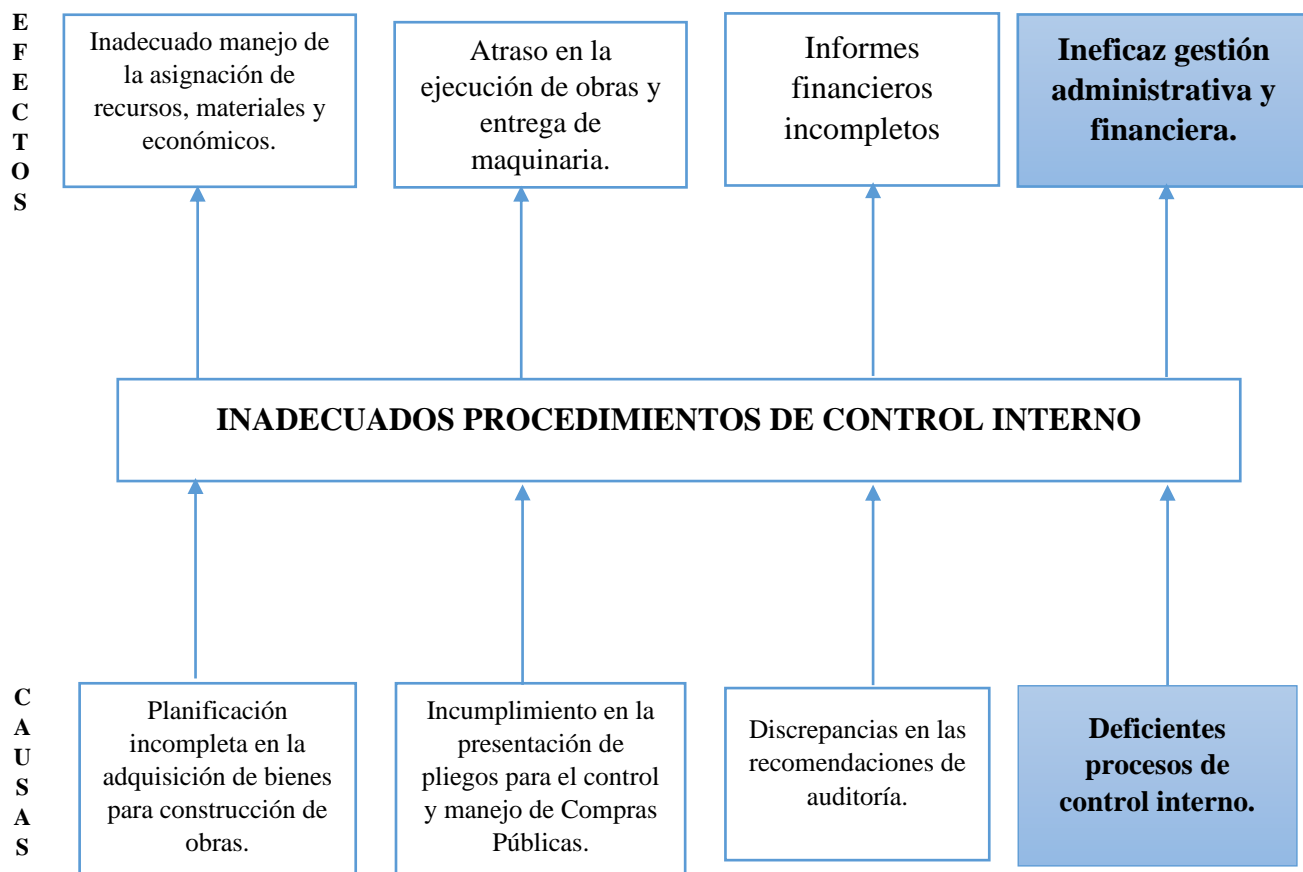 E
F
E
C
T
O
S
Inadecuado manejo de
la asignación de
recursos, materiales y
económicos.
Atraso en la
ejecución de obras y
entrega de
maquinaria.
Informes
financieros
incompletos
Ineficaz gestión
administrativa y
financiera.
INADECUADOS PROCEDIMIENTOS DE CONTROL INTERNO
C
A
U
S
A
S
Planificación
incompleta en la
adquisición de bienes
para construcción de
obras.
Incumplimiento en la
presentación de
pliegos para el control
y manejo de Compras
Públicas.
Discrepancias en las
recomendaciones de
auditoría.
Deficientes
procesos de
control interno.